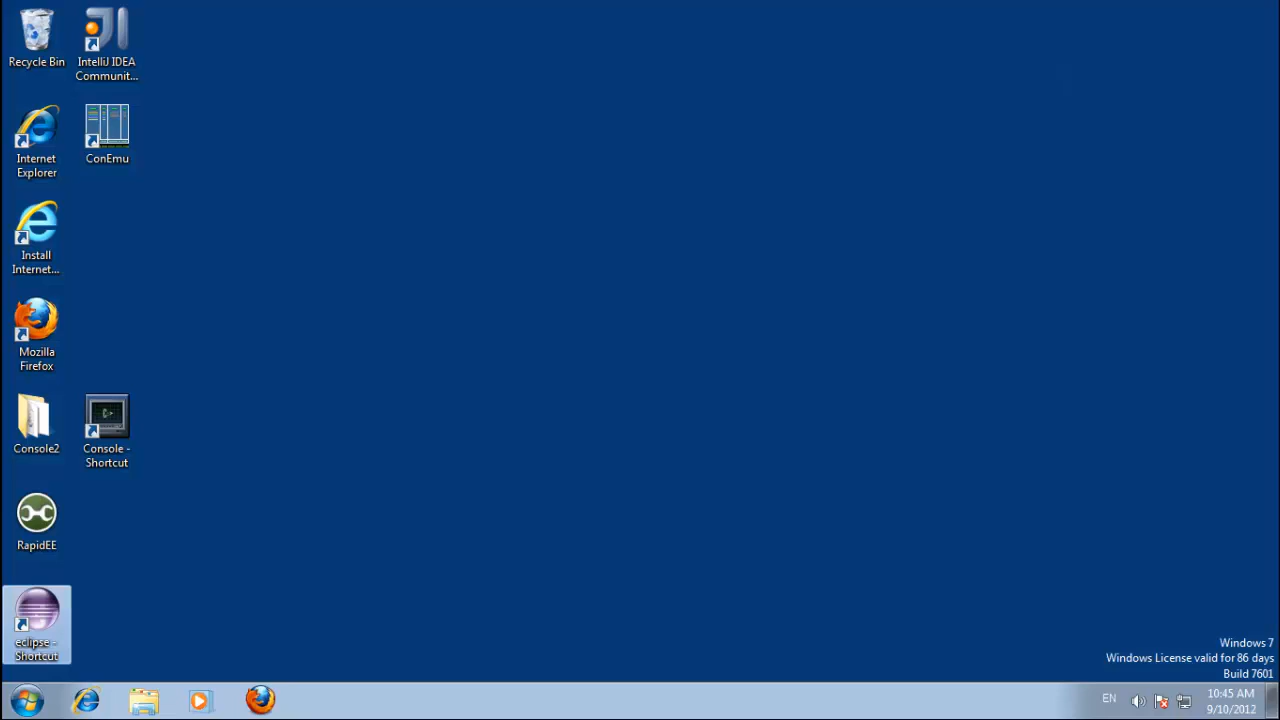 Recycle Bin
IntelliJ IDEA
Communit...
Internet
Explorer
ConEmu
Install
Internet...
Mozilla
Firefox
Console2
Console -
Shortcut
RapidEE
eclipse -
Shortcut
Windows 7
Windows License valid for 86 days
Build 7601
EN
10:45 AM
9/10/2012